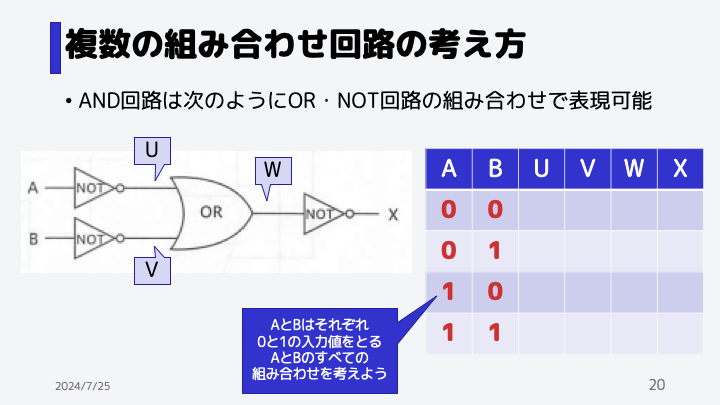 複数の組み合わせ回路の考え方
• AND回路は次のようにOR・NOT回路の組み合わせで表現可能
U
W
A NOT
OR
NOT X
B NOT
V
A B U V W X
0 0
0 1
1 0
1 1
AとBはそれぞれ
0と1の入力値をとる
AとBのすべての
組み合わせを考えよう
2024/7/25
20